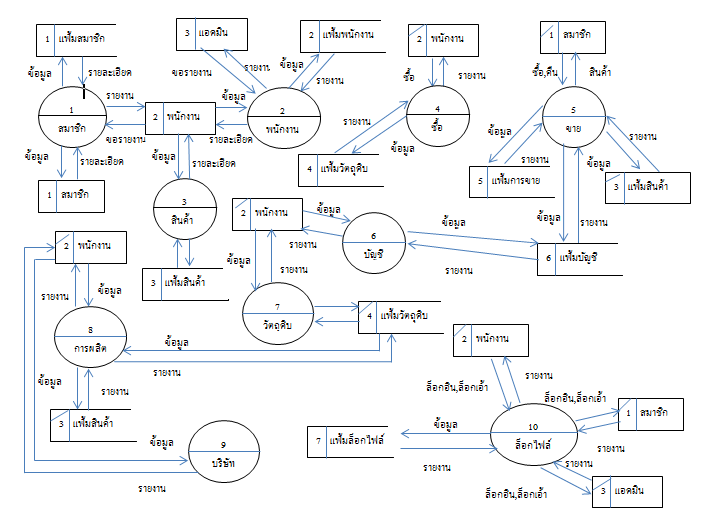 1 แฟ้มสมาชิก
ข้อมูล
รายละเอียด
1
สมาชิก
ข้อมูล
รายละเอียด
1 สมาชิก
รายงาน
ขอรายงาน
2 พนักงาน
ข้อมูล
รายละเอียด
3 แอดมิน
ขอรายงาน
รายงาน
2 แฟ้มพนักงาน
ข้อมูล
รายงาน
2
พนักงาน
ข้อมูล
รายละเอียด
3
สินค้า
3 แฟ้มสินค้า
2 พนักงาน
ซื้อ
รายงาน
4
ซื้อ
รายงาน
ข้อมูล
4 แฟ้มวัตถุดิบ
1 สมาชิก
ซื้อ,คืน
สินค้า
5
ขาย
ข้อมูล
รายงาน
5 แฟ้มการขาย
รายงาน
ข้อมูล
3 แฟ้มสินค้า
ข้อมูล
รายงาน
6 แฟ้มบัญชี
2 พนักงาน
ข้อมูล
รายงาน
6
บัญชี
ข้อมูล
รายงาน
ข้อมูล
รายงาน
7
วัตถุดิบ
4 แฟ้มวัตถุดิบ
2 พนักงาน
รายงาน
ข้อมูล
8
การผลิต
ข้อมูล
รายงาน
ข้อมูล
รายงาน
3 แฟ้มสินค้า
ข้อมูล
9
บริษัท
รายงาน
2 พนักงาน
ล็อกอิน,ล็อกเอ้า
รายงาน
10
ล็อกไฟล์
ล็อกอิน,ล็อกเอ้า
1 สมาชิก
รายงาน
7 แฟ้มล็อกไฟล์
ข้อมูล
รายงาน
รายงาน
ล็อกอิน,ล็อกเอ้า
3 แอดมิน